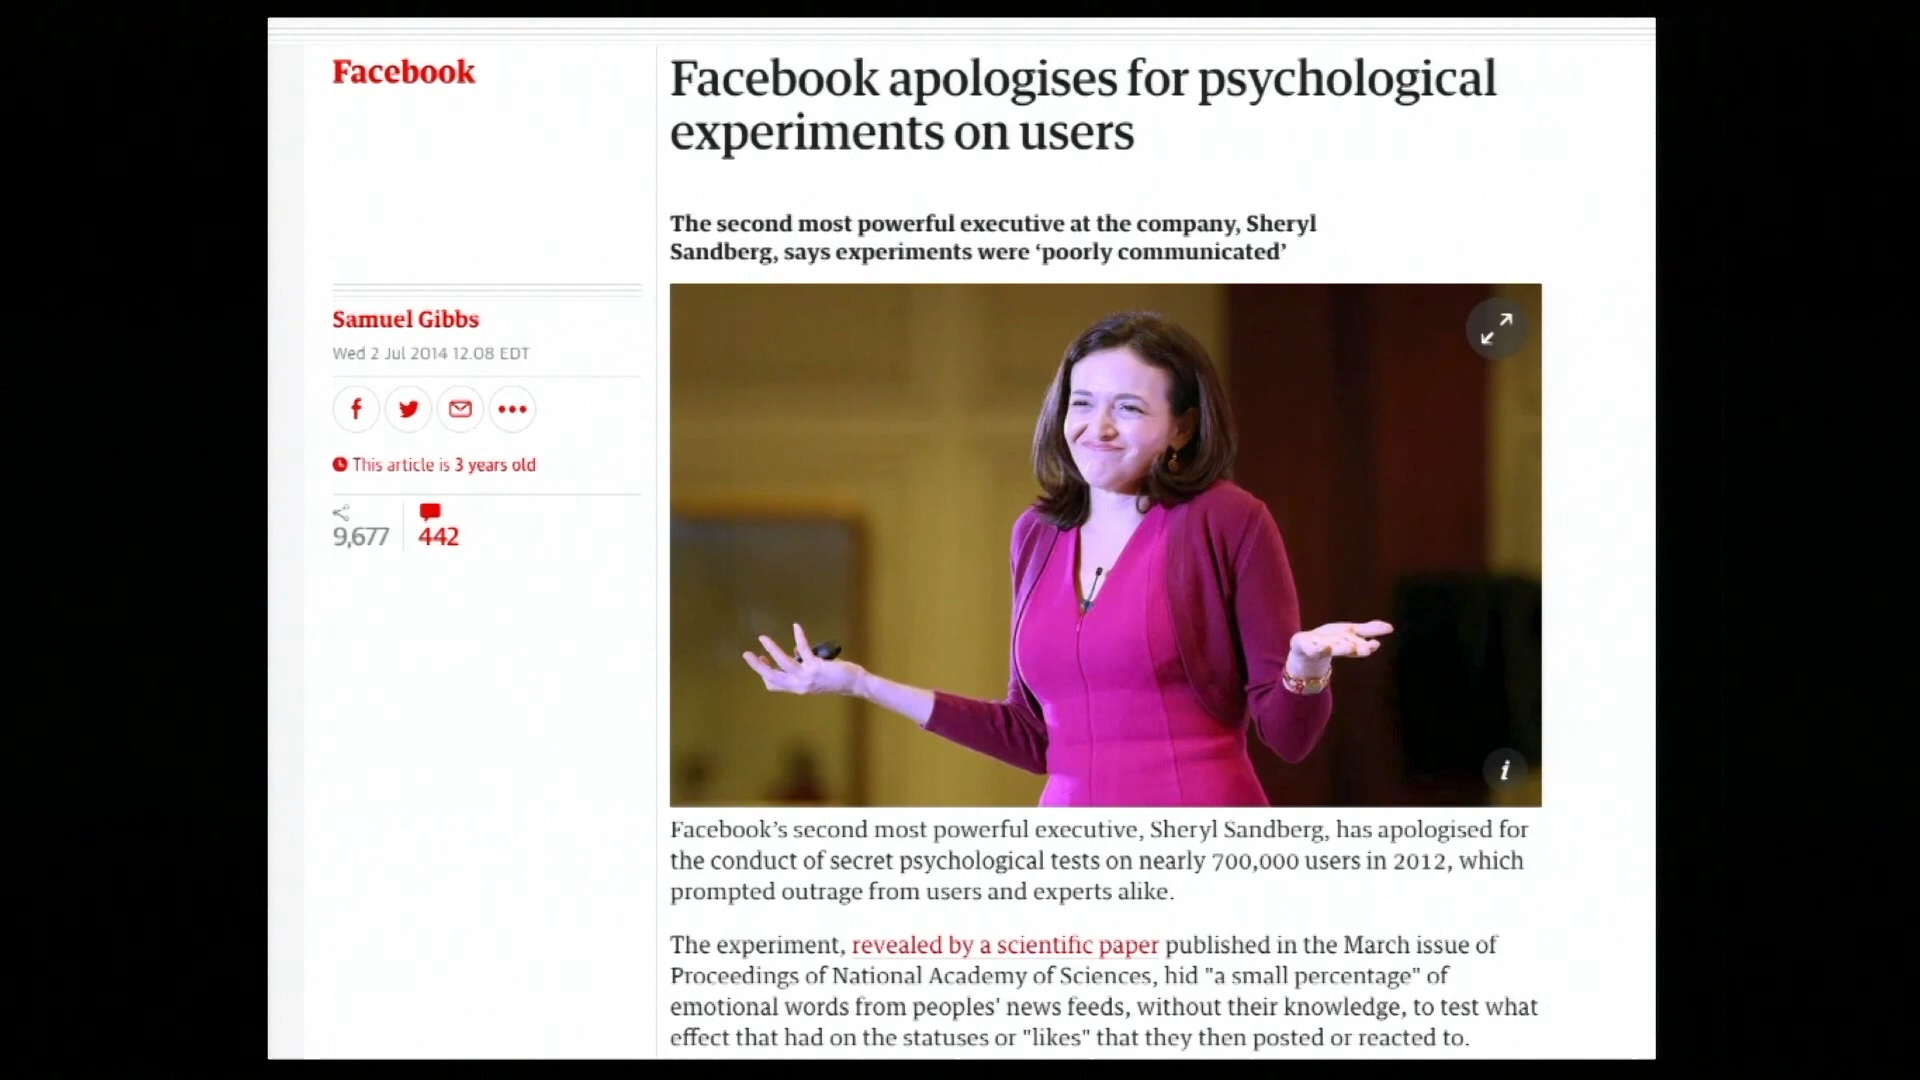 Facebook
Facebook apologises for psychological
experiments on users
The second most powerful executive at the company, Sheryl
Sandberg, says experiments were ‘poorly communicated’
Samuel Gibbs
Wed 2 Jul 2014 12.08 EDT
This article is 3 years old
9,677
442
i
Facebook’s second most powerful executive, Sheryl Sandberg, has apologised for
the conduct of secret psychological tests on nearly 700,000 users in 2012, which
prompted outrage from users and experts alike.
The experiment, revealed by a scientific paper published in the March issue of
Proceedings of National Academy of Sciences, hid "a small percentage" of
emotional words from peoples' news feeds, without their knowledge, to test what
effect that had on the statuses or "likes" that they then posted or reacted to.